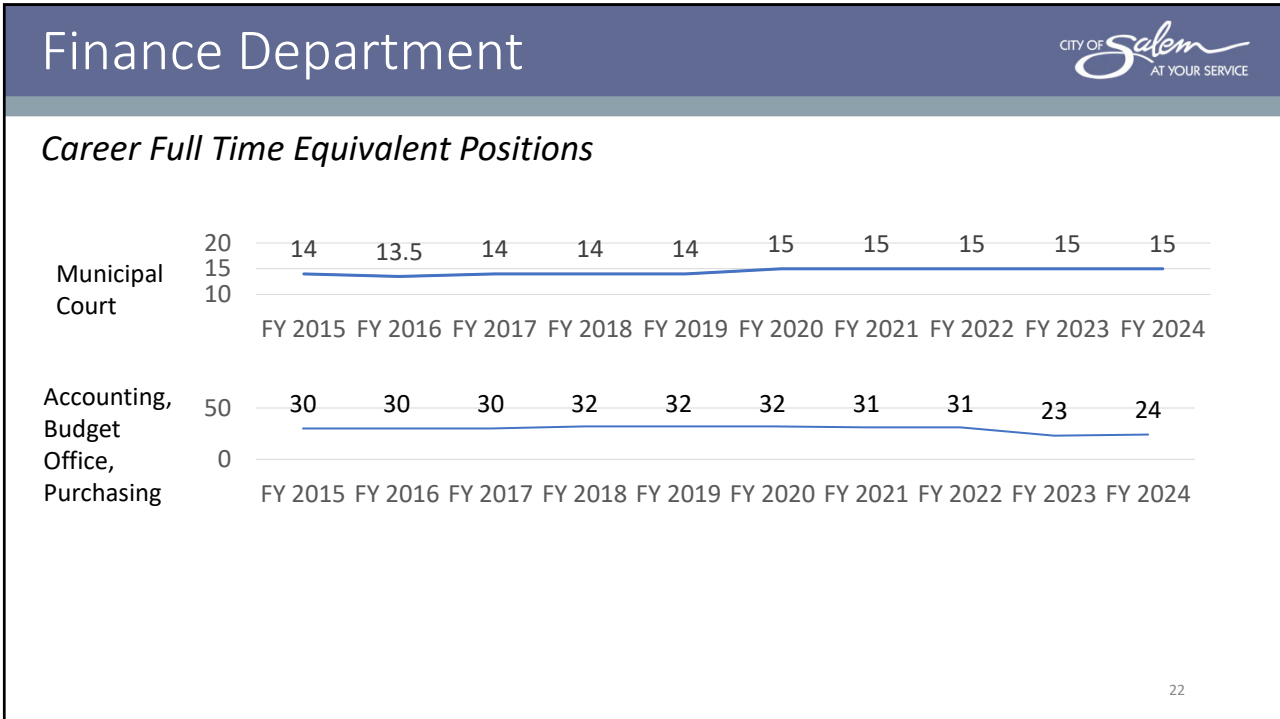 Finance Department
CITY OF Salem
AT YOUR SERVICE
Career Full Time Equivalent Positions
Municipal
Court
20
15
10
14 13.5 14 14 14 15 15 15 15 15
FY 2015 FY 2016 FY 2017 FY 2018 FY 2019 FY 2020 FY 2021 FY 2022 FY 2023 FY 2024
Accounting,
Budget
Office,
Purchasing
50
0
30 30 30 32 32 32 31 31 23 24
FY 2015 FY 2016 FY 2017 FY 2018 FY 2019 FY 2020 FY 2021 FY 2022 FY 2023 FY 2024
22